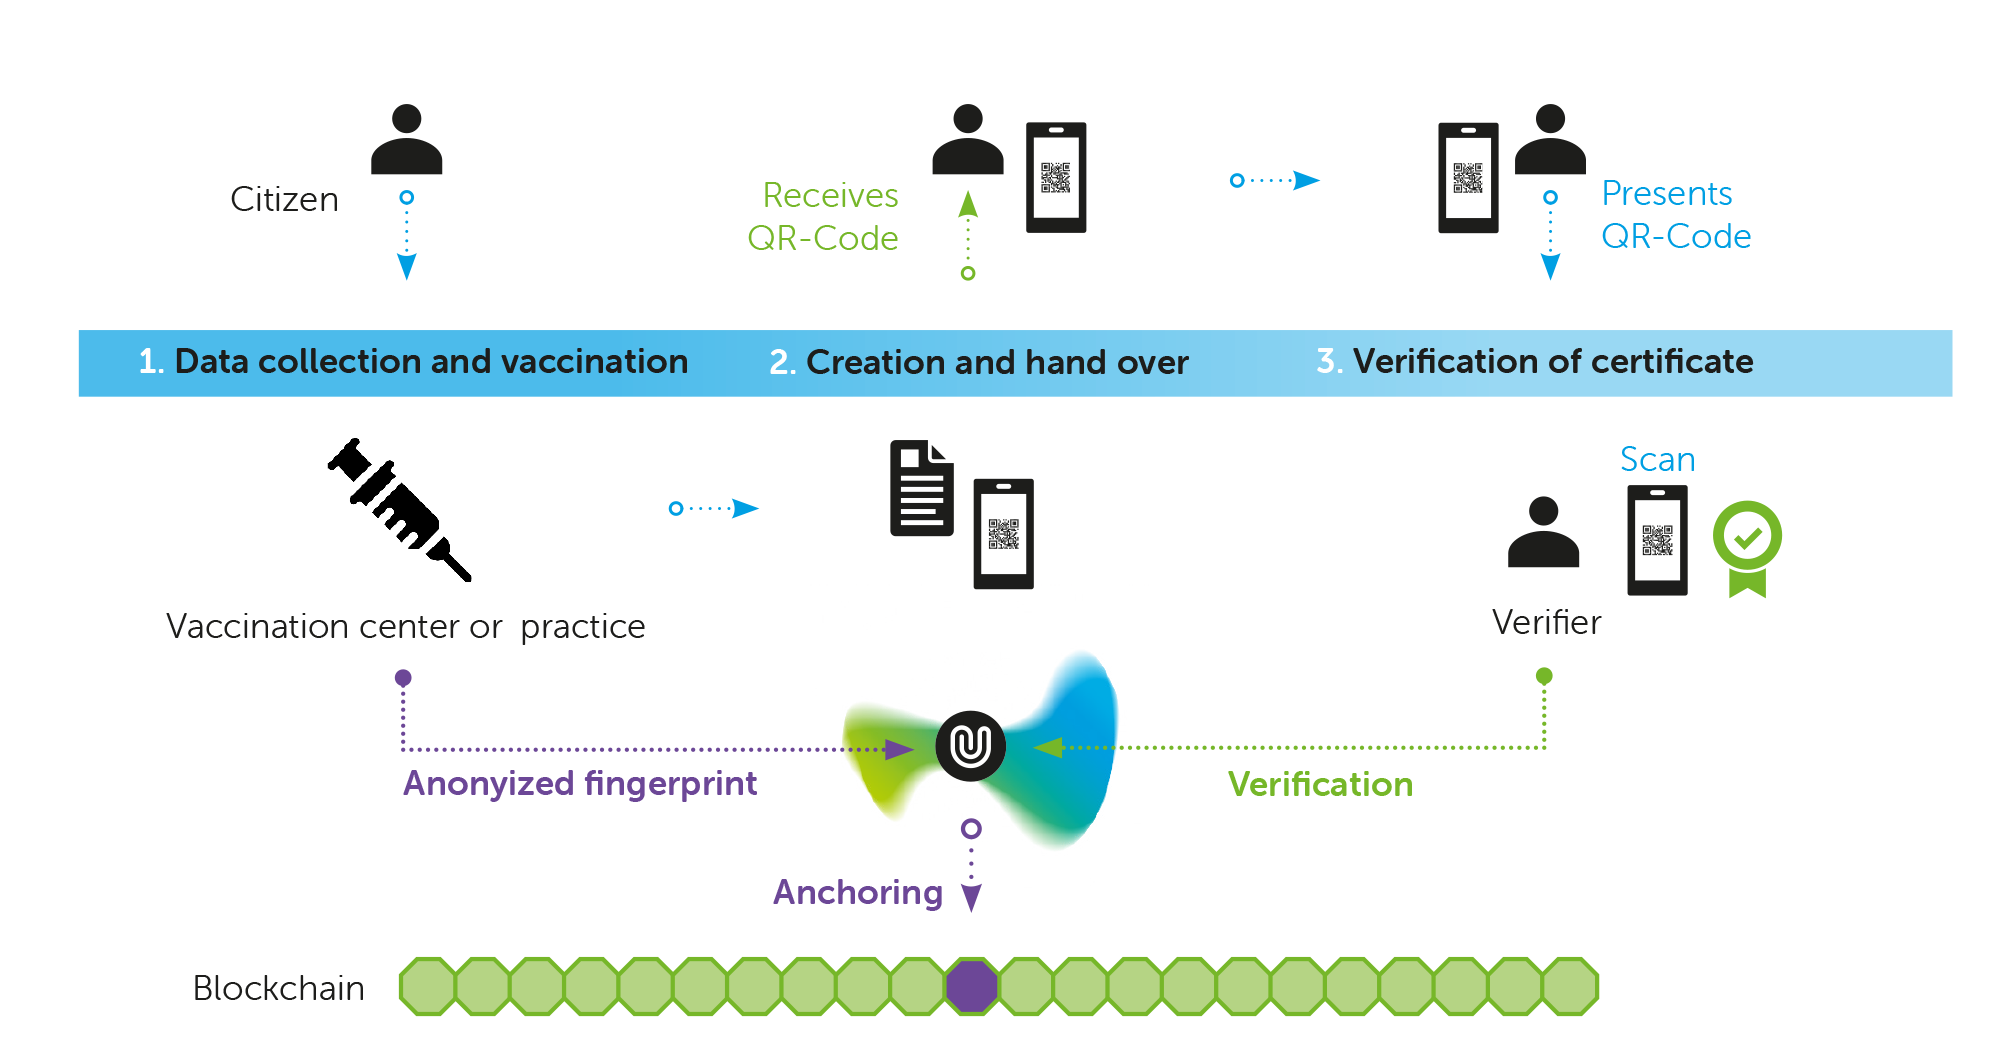 Citizen
Receives
QR-Code
Presents
QR-Code
1. Data collection and vaccination
2. Creation and hand over
3. Verification of certificate
Scan
Vaccination center or practice
Verifier
Anonyized fingerprint
Verification
Anchoring
Blockchain